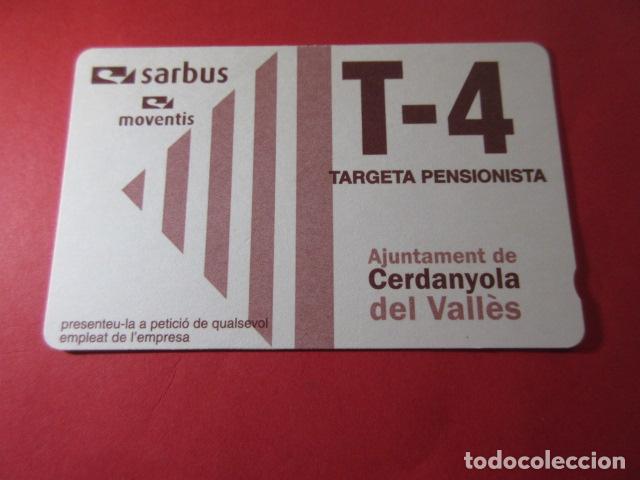 sarbus
moventis
T-4
TARGETA PENSIONISTA
Ajuntament de
Cerdanyola
del Vallès
presenteu-la a petició de qualsevol
empleat de l'empresa
todocoleccion